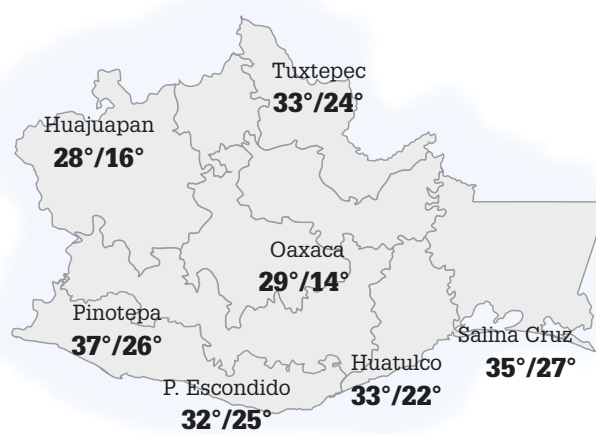 Tuxtepec
33°/24°
Huajuapan
28°/16°
Oaxaca
29°/14°
Pinotepa
37°/26°
Salina Cruz
35°/27°
Huatulco
33°/22°
P. Escondido
32°/25°